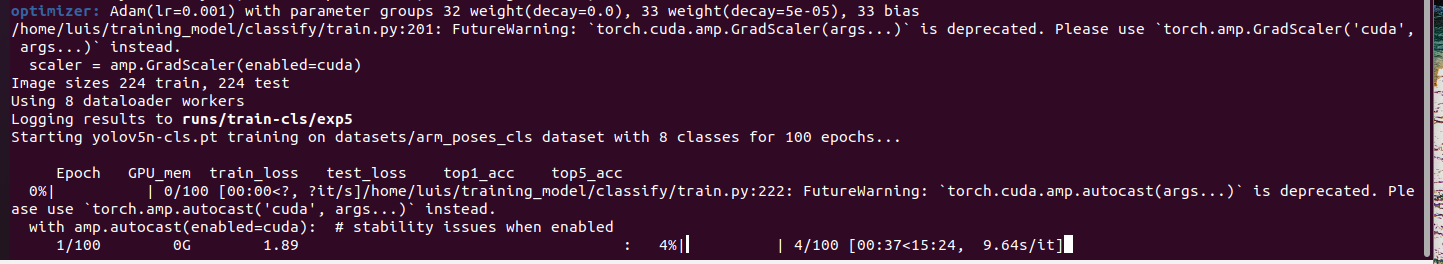 optimizer: Adam(lr=0.001) with parameter groups 32 weight(decay=0.0), 33 weight(decay=5e-05), 33 bias
/home/luis/training_model/classify/train.py:201: FutureWarning: `torch.cuda.amp.GradScaler(args...)` is deprecated. Please use `torch.amp.GradScaler('cuda',
 args...)` instead.
  scaler = amp.GradScaler(enabled=cuda)
Image sizes 224 train, 224 test
Using 8 dataloader workers
Logging results to runs/train-cls/exp5
Starting yolov5n-cls.pt training on datasets/arm_poses_cls dataset with 8 classes for 100 epochs...
     Epoch   GPU_mem  train_loss   test_loss    top1_acc    top5_acc
  0%|          | 0/100 [00:00<?, ?it/s]/home/luis/training_model/classify/train.py:222: FutureWarning: `torch.cuda.amp.autocast(args...)` is deprecated. Ple
ase use `torch.amp.autocast('cuda', args...)` instead.
  with amp.autocast(enabled=cuda):  # stability issues when enabled
     1/100        0G        1.89                                    :   4%|          | 4/100 [00:37<15:24,  9.64s/it]